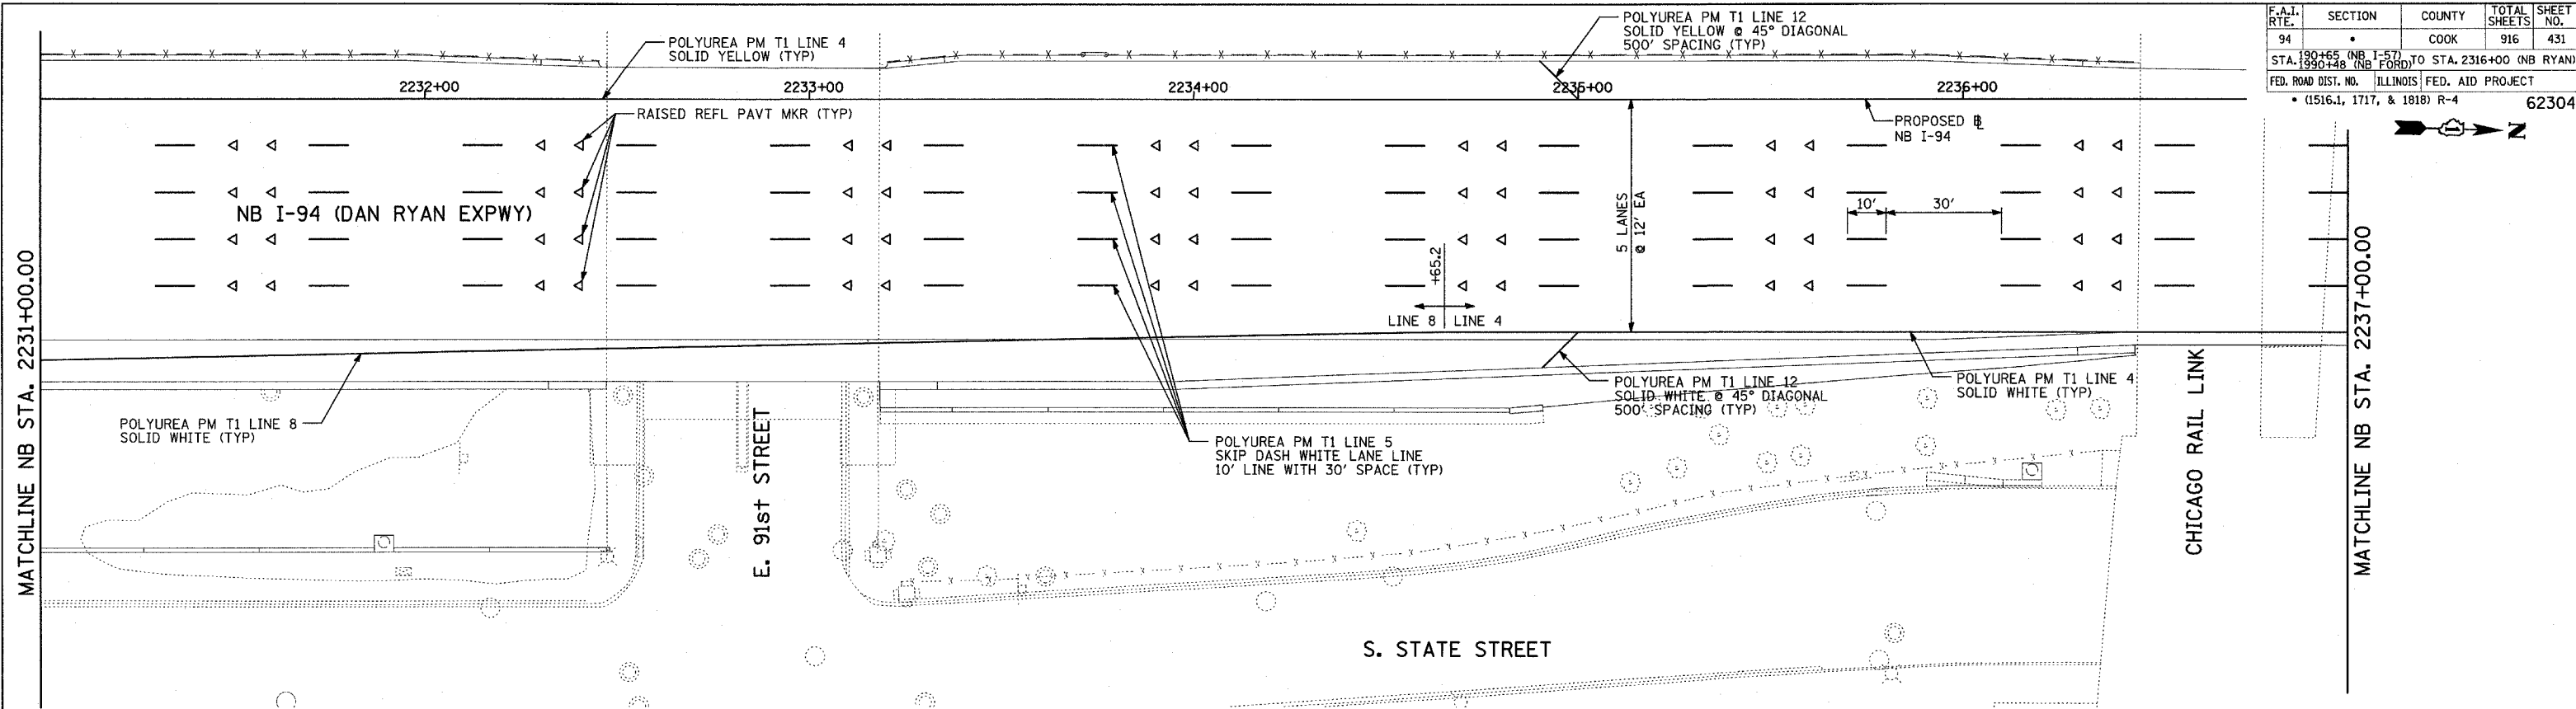 POLYUREA PM T1 LINE 4
SOLID YELLOW (TYP)
POLYUREA PM T1 LINE 12
SOLID YELLOW @ 45° DIAGONAL
500' SPACING (TYP)
F.A.I. RTE. SECTION COUNTY TOTAL SHEETS SHEET NO.
94 • COOK 916 431
STA. 190+65 (NB I-57) 1990+48 (NB FORD) TO STA. 2316+00 (NB RYAN)
FED. ROAD DIST. NO. ILLINOIS FED. AID PROJECT
• (1516.1, 1717, & 1818) R-4 62304
N
2232+00 2233+00 2234+00 2235+00 2236+00
RAISED REFL PAVT MKR (TYP)
PROPOSED ℄
NB I-94
NB I-94 (DAN RYAN EXPWY)
5 LANES
@ 12' EA
10' 30'
+65.2
LINE 8 LINE 4
MATCHLINE NB STA. 2231+00.00
MATCHLINE NB STA. 2237+00.00
POLYUREA PM T1 LINE 8
SOLID WHITE (TYP)
E. 91st STREET
POLYUREA PM T1 LINE 5
SKIP DASH WHITE LANE LINE
10' LINE WITH 30' SPACE (TYP)
POLYUREA PM T1 LINE 12
SOLID WHITE @ 45° DIAGONAL
500' SPACING (TYP)
POLYUREA PM T1 LINE 4
SOLID WHITE (TYP)
CHICAGO RAIL LINK
S. STATE STREET